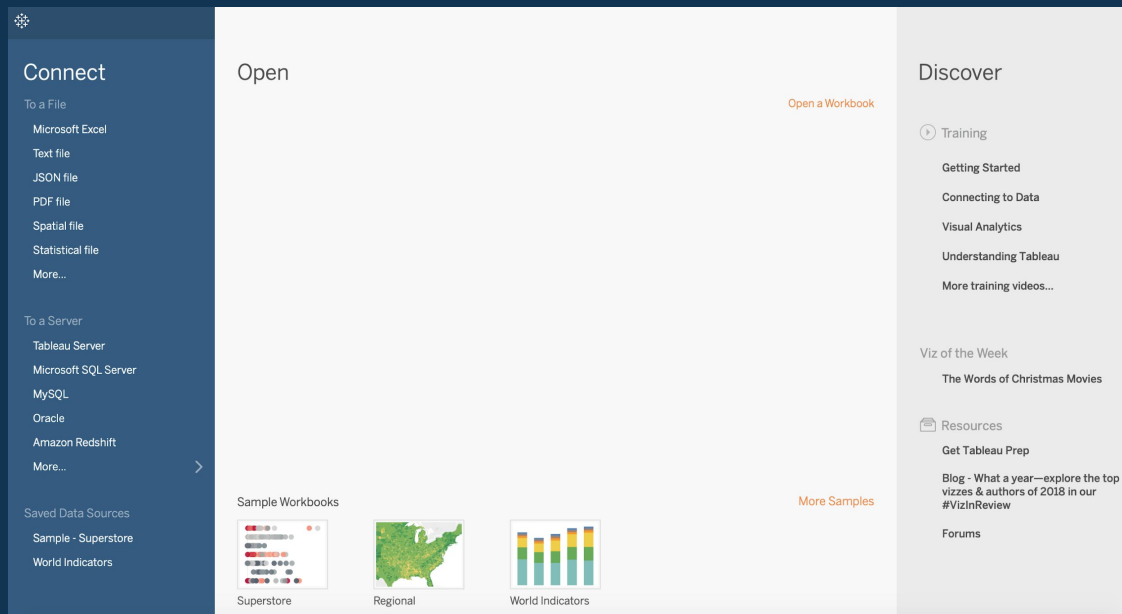 Connect
To a File
Microsoft Excel
Text file
JSON file
PDF file
Spatial file
Statistical file
More...
To a Server
Tableau Server
Microsoft SQL Server
MySQL
Oracle
Amazon Redshift
More...
Saved Data Sources
Sample - Superstore
World Indicators
Open
Open a Workbook
Sample Workbooks
More Samples
Superstore
Regional
World Indicators
Discover
Training
Getting Started
Connecting to Data
Visual Analytics
Understanding Tableau
More training videos...
Viz of the Week
The Words of Christmas Movies
Resources
Get Tableau Prep
Blog - What a year—explore the top
vizzes & authors of 2018 in our
#VizInReview
Forums